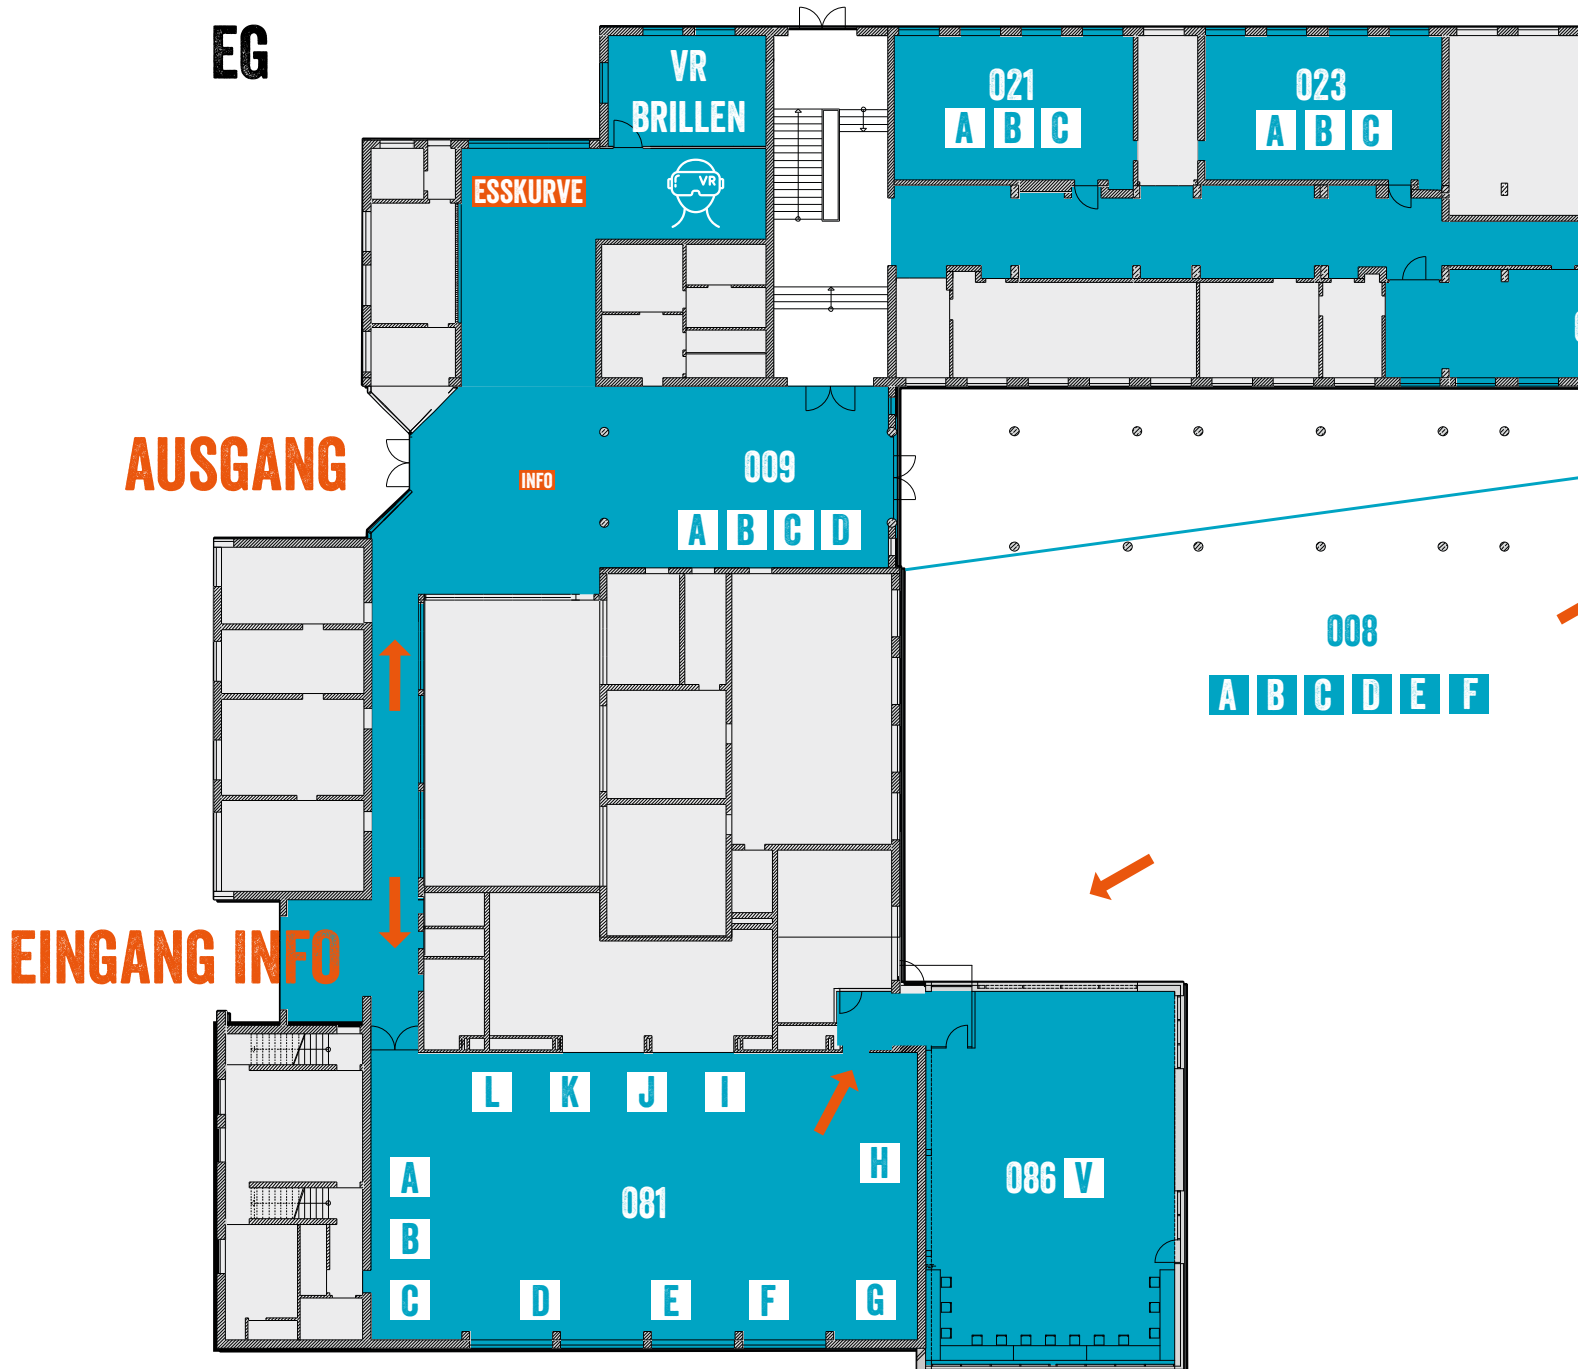 EG
VR
BRILLEN
021
A B C
023
A B C
ESSKURVE
VR
AUSGANG
INFO
009
A B C D
008
A B C D E F
EINGANG INFO
L K J I
H
A
081
086 V
B
C D E F G